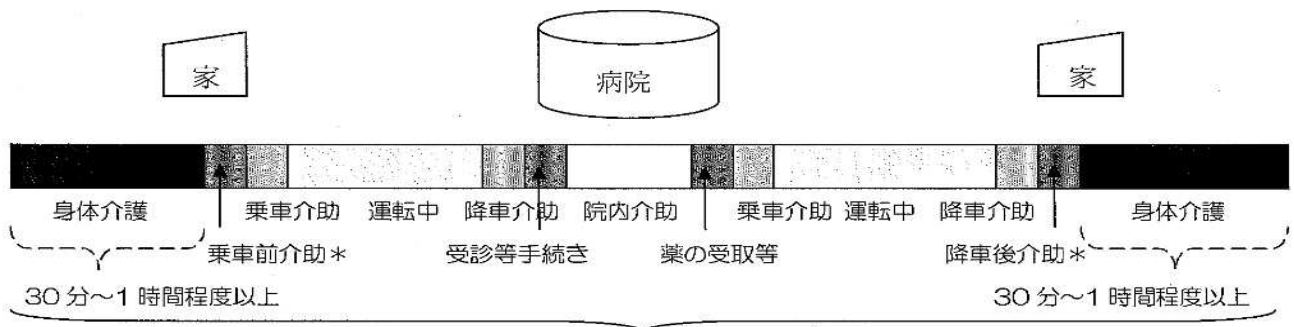 家
病院
家
身体介護 乗車介助 運転中 降車介助 院内介助 乗車介助 運転中 降車介助 身体介護
乗車前介助＊ 受診等手続き 薬の受取等 降車後介助＊
30分～1時間程度以上 30分～1時間程度以上